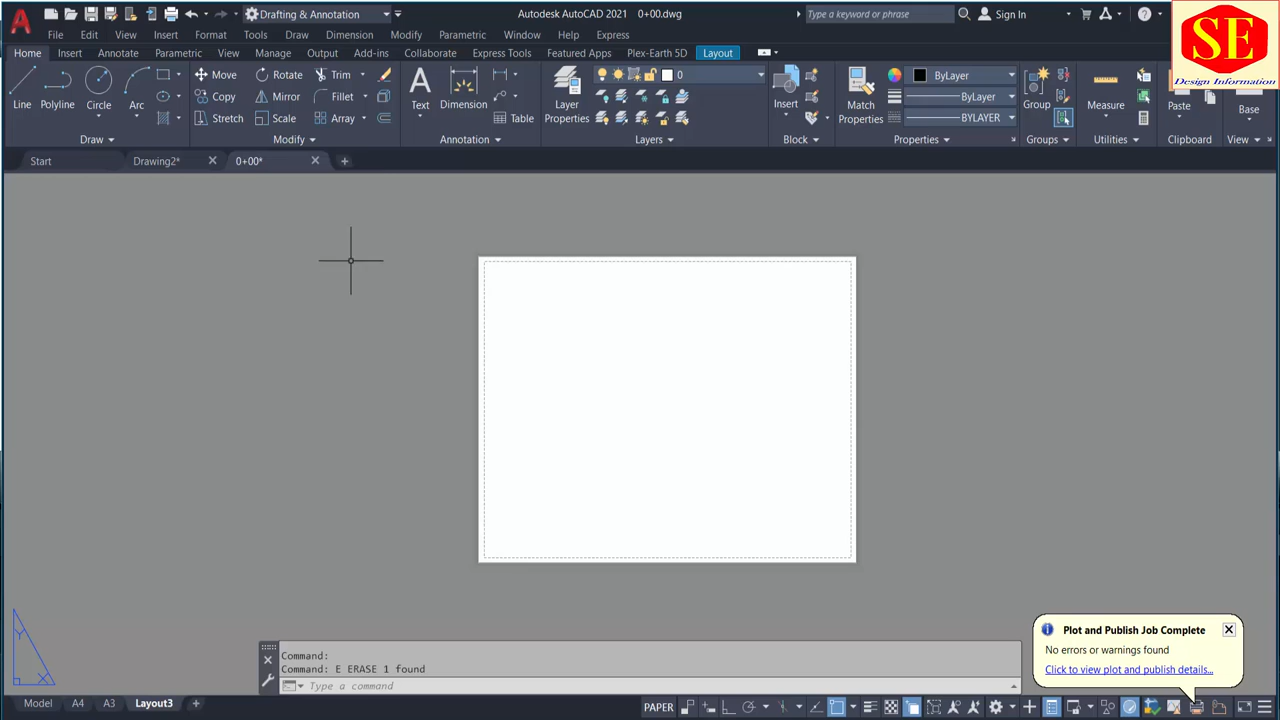 Drafting & Annotation
Autodesk AutoCAD 2021 0+00.dwg
Type a keyword or phrase
Sign In
SE
Design Information
File Edit View Insert Format Tools Draw Dimension Modify Parametric Window Help Express
Home Insert Annotate Parametric View Manage Output Add-ins Collaborate Express Tools Featured Apps Plex-Earth 5D Layout
Line Polyline Circle Arc
Move Rotate Trim
Copy Mirror Fillet
Stretch Scale Array
Text Dimension Table
Layer Properties
0
Insert
Match Properties
ByLayer
ByLayer
BYLAYER
Group Measure Paste Base
Draw Modify Annotation Layers Block Properties Groups Utilities Clipboard View
Start Drawing2* 0+00*
Y
X
Plot and Publish Job Complete
No errors or warnings found
Click to view plot and publish details...
Command:
Command: E ERASE 1 found
Type a command
Model A4 A3 Layout3 PAPER